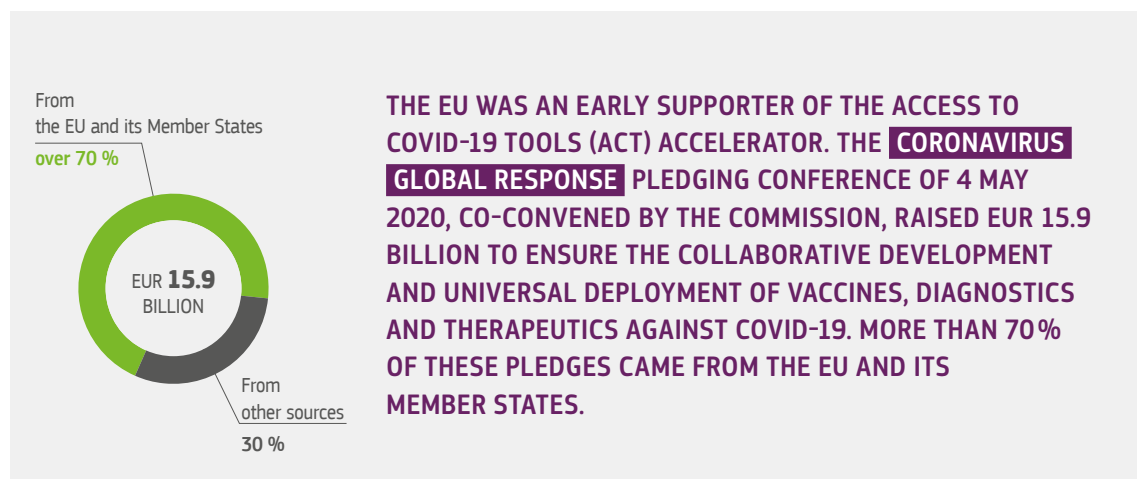 From
the EU and its Member States
over 70 %
EUR 15.9
BILLION
From
other sources
30 %
THE EU WAS AN EARLY SUPPORTER OF THE ACCESS TO
COVID-19 TOOLS (ACT) ACCELERATOR. THE CORONAVIRUS
GLOBAL RESPONSE PLEDGING CONFERENCE OF 4 MAY
2020, CO-CONVENED BY THE COMMISSION, RAISED EUR 15.9
BILLION TO ENSURE THE COLLABORATIVE DEVELOPMENT
AND UNIVERSAL DEPLOYMENT OF VACCINES, DIAGNOSTICS
AND THERAPEUTICS AGAINST COVID-19. MORE THAN 70 %
OF THESE PLEDGES CAME FROM THE EU AND ITS
MEMBER STATES.